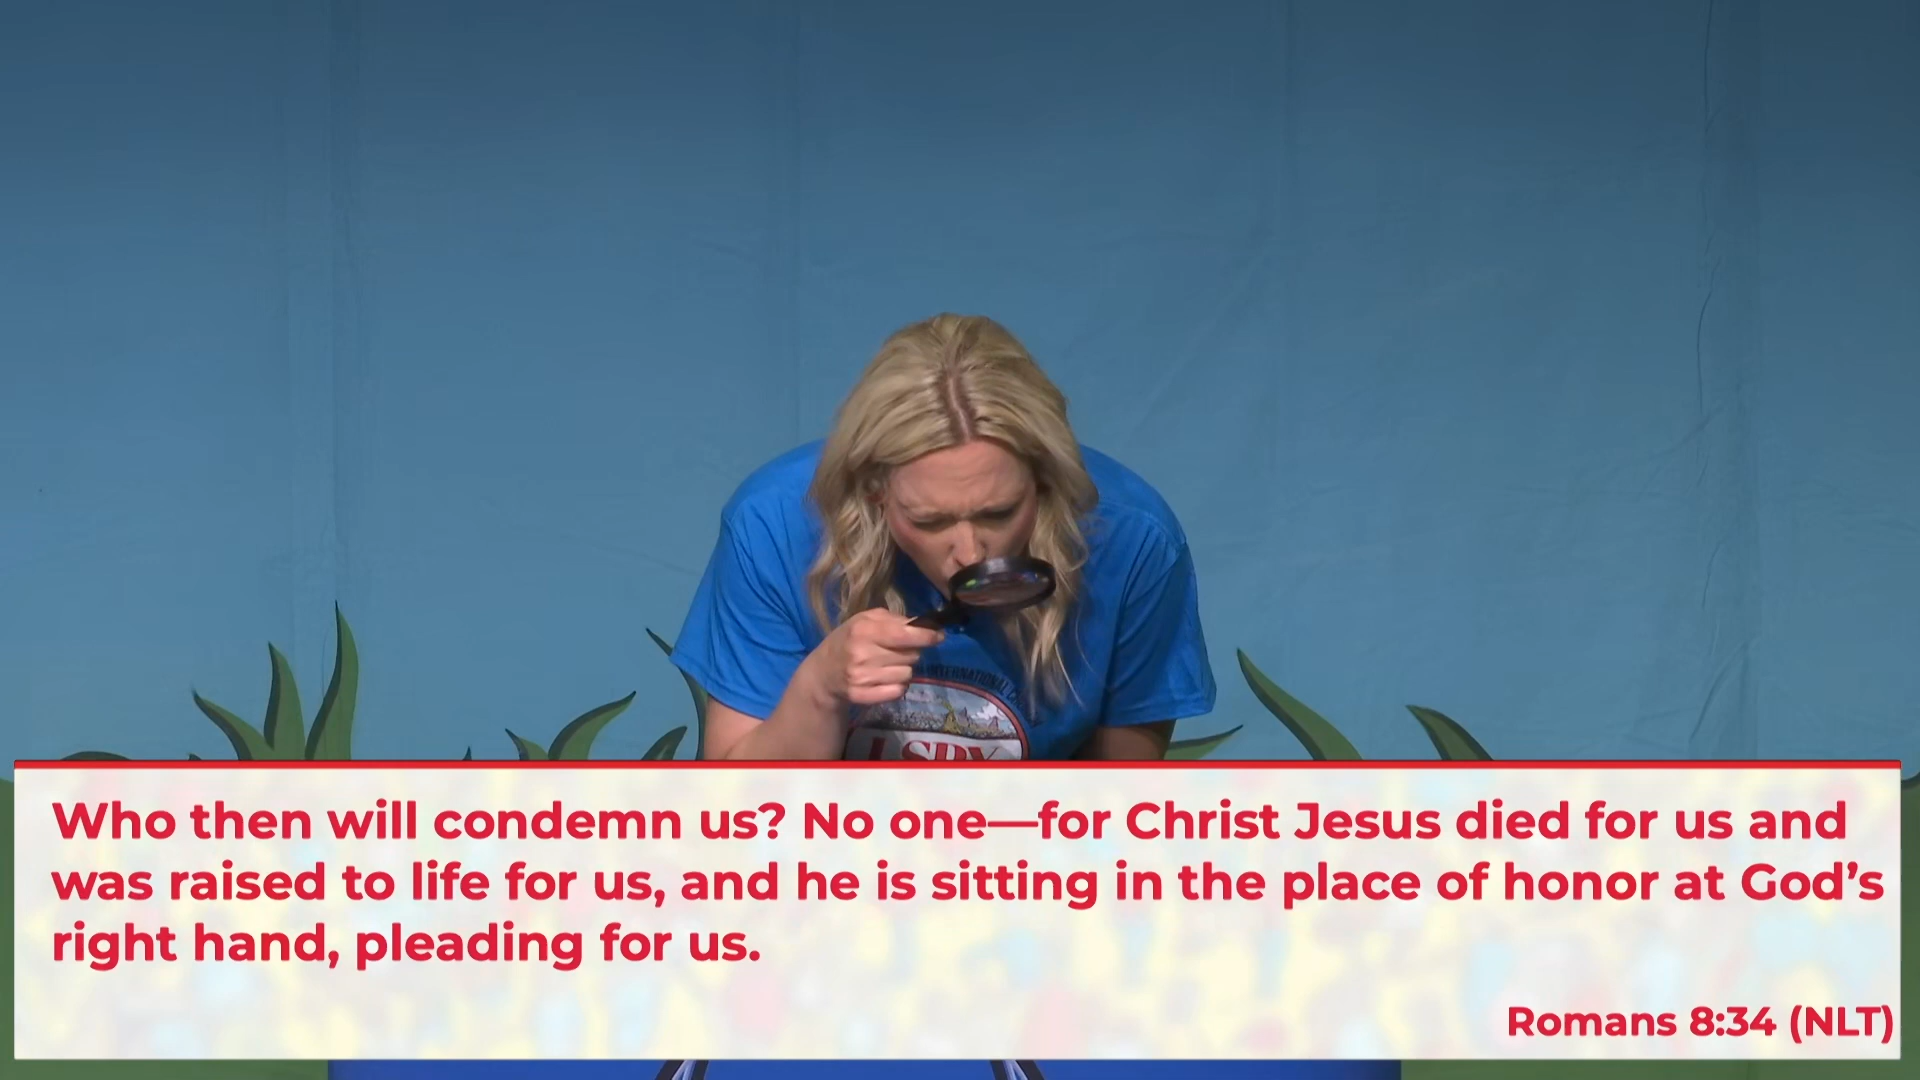 INTERNATIONAL
I SPY
Who then will condemn us? No one—for Christ Jesus died for us and
was raised to life for us, and he is sitting in the place of honor at God’s
right hand, pleading for us.
Romans 8:34 (NLT)